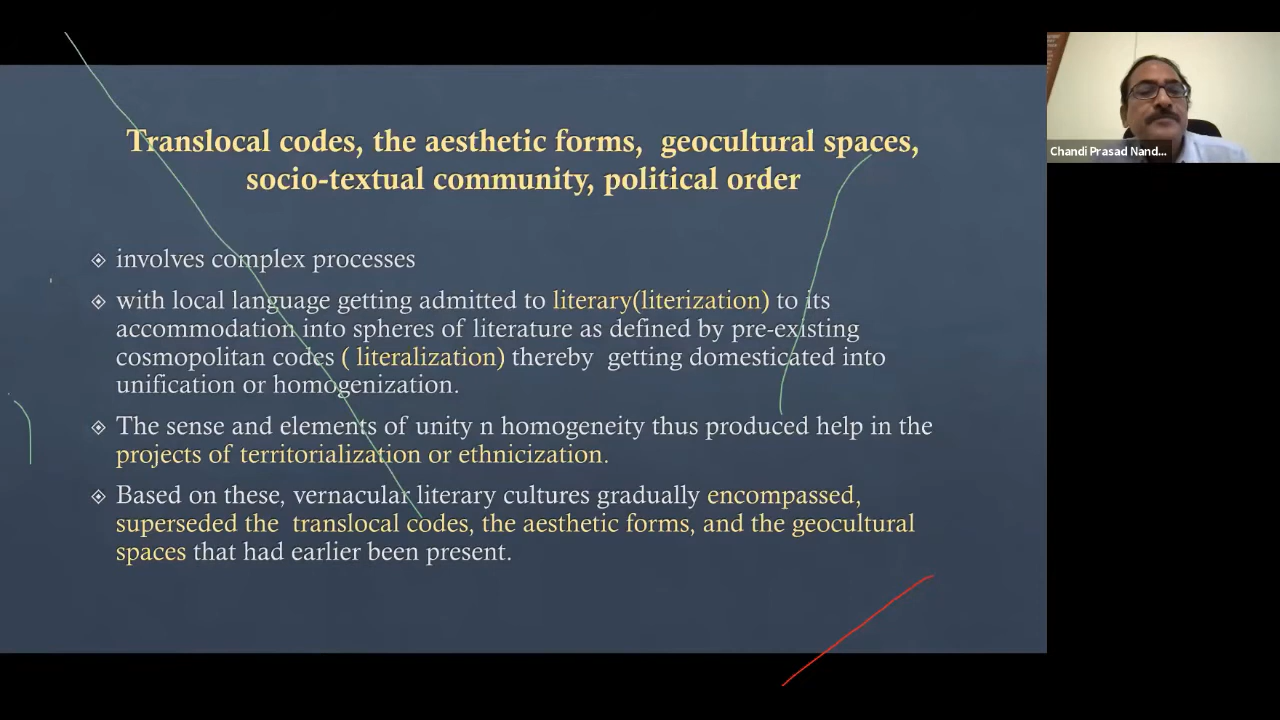 Translocal codes, the aesthetic forms,  geocultural spaces,
socio-textual community, political order
involves complex processes
with local language getting admitted to literary(literization) to its
accommodation into spheres of literature as defined by pre-existing
cosmopolitan codes ( literalization) thereby  getting domesticated into
unification or homogenization.
The sense and elements of unity n homogeneity thus produced help in the
projects of territorialization or ethnicization.
Based on these, vernacular literary cultures gradually encompassed,
superseded the  translocal codes, the aesthetic forms, and the geocultural
spaces that had earlier been present.
Chandi Prasad Nand...